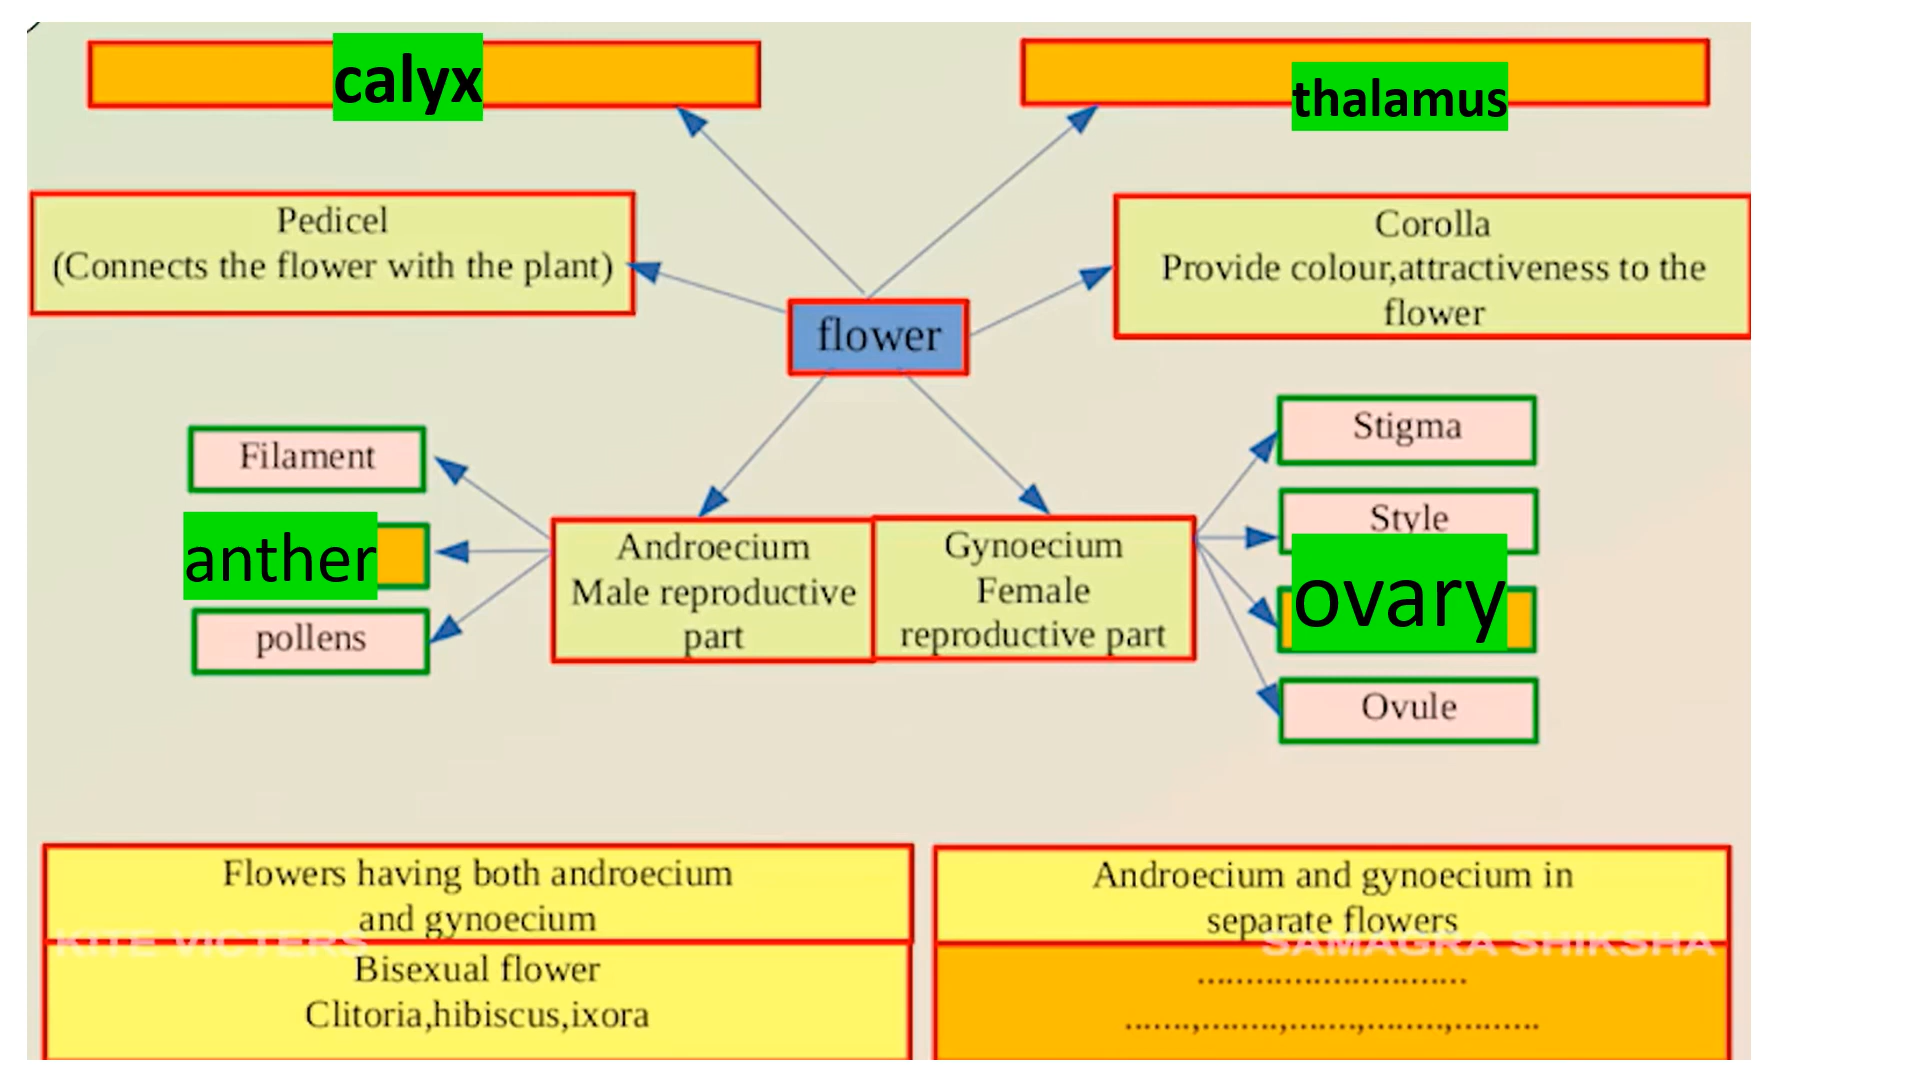 calyx
thalamus
Pedicel
(Connects the flower with the plant)
Corolla
Provide colour,attractiveness to the
flower
flower
Filament
anther
pollens
Androecium
Male reproductive
part
Gynoecium
Female
reproductive part
Stigma
Style
ovary
Ovule
Flowers having both androecium
and gynoecium
Bisexual flower
Clitoria,hibiscus,ixora
Androecium and gynoecium in
separate flowers
............................
.......,........,.......,........,.........
KITE VICTERS
SAMAGRA SHIKSHA